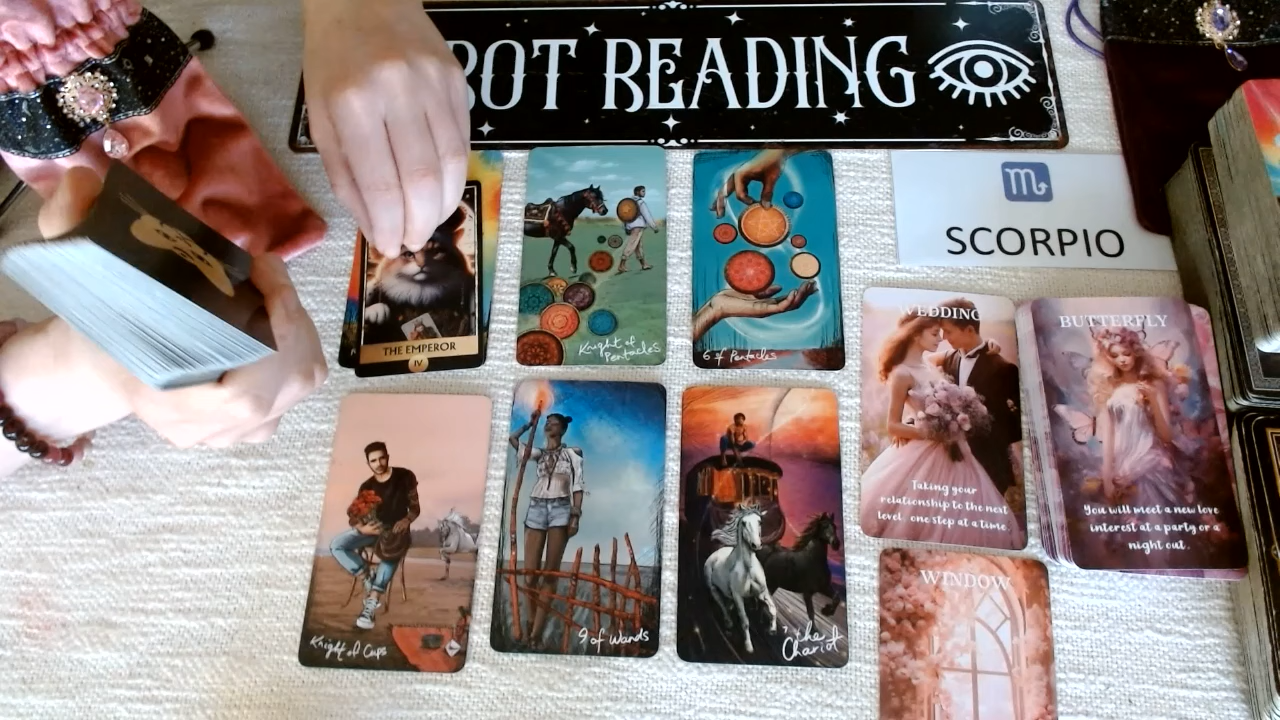 ROT READING
SCORPIO
THE EMPEROR
IV
Knight of
Pentacles
6 of Pentacles
WEDDING
Taking your
relationship to the next
level, one step at a time.
BUTTERFLY
You will meet a new love
interest at a party or a
night out.
Knight of Cups
9 of Wands
7 The
Chariot
WINDOW